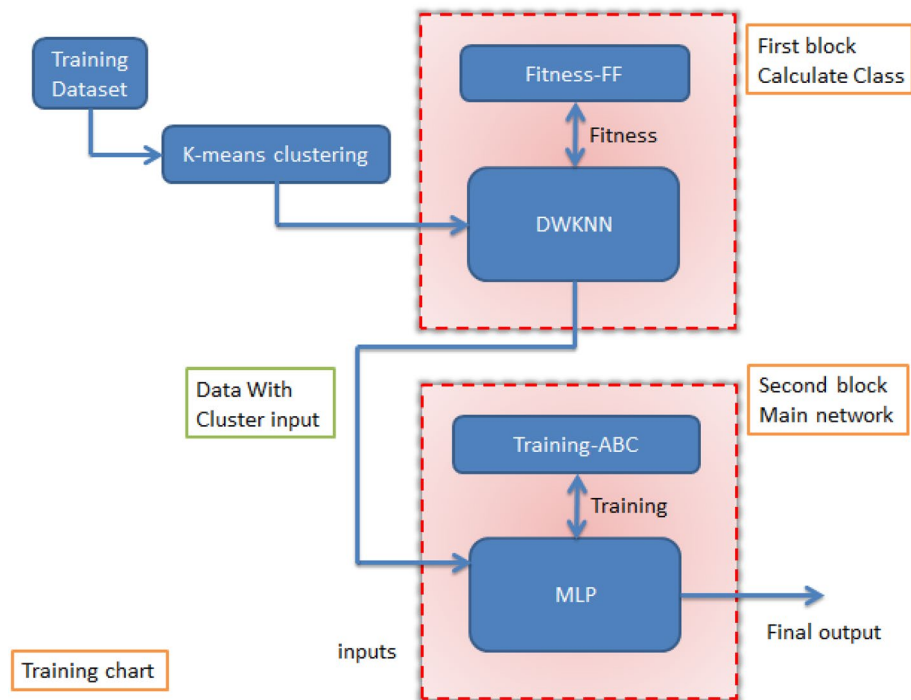 Training
Dataset
K-means clustering
Fitness-FF
Fitness
DWKNN
First block
Calculate Class
Data With
Cluster input
Training-ABC
Training
MLP
Second block
Main network
Final output
inputs
Training chart